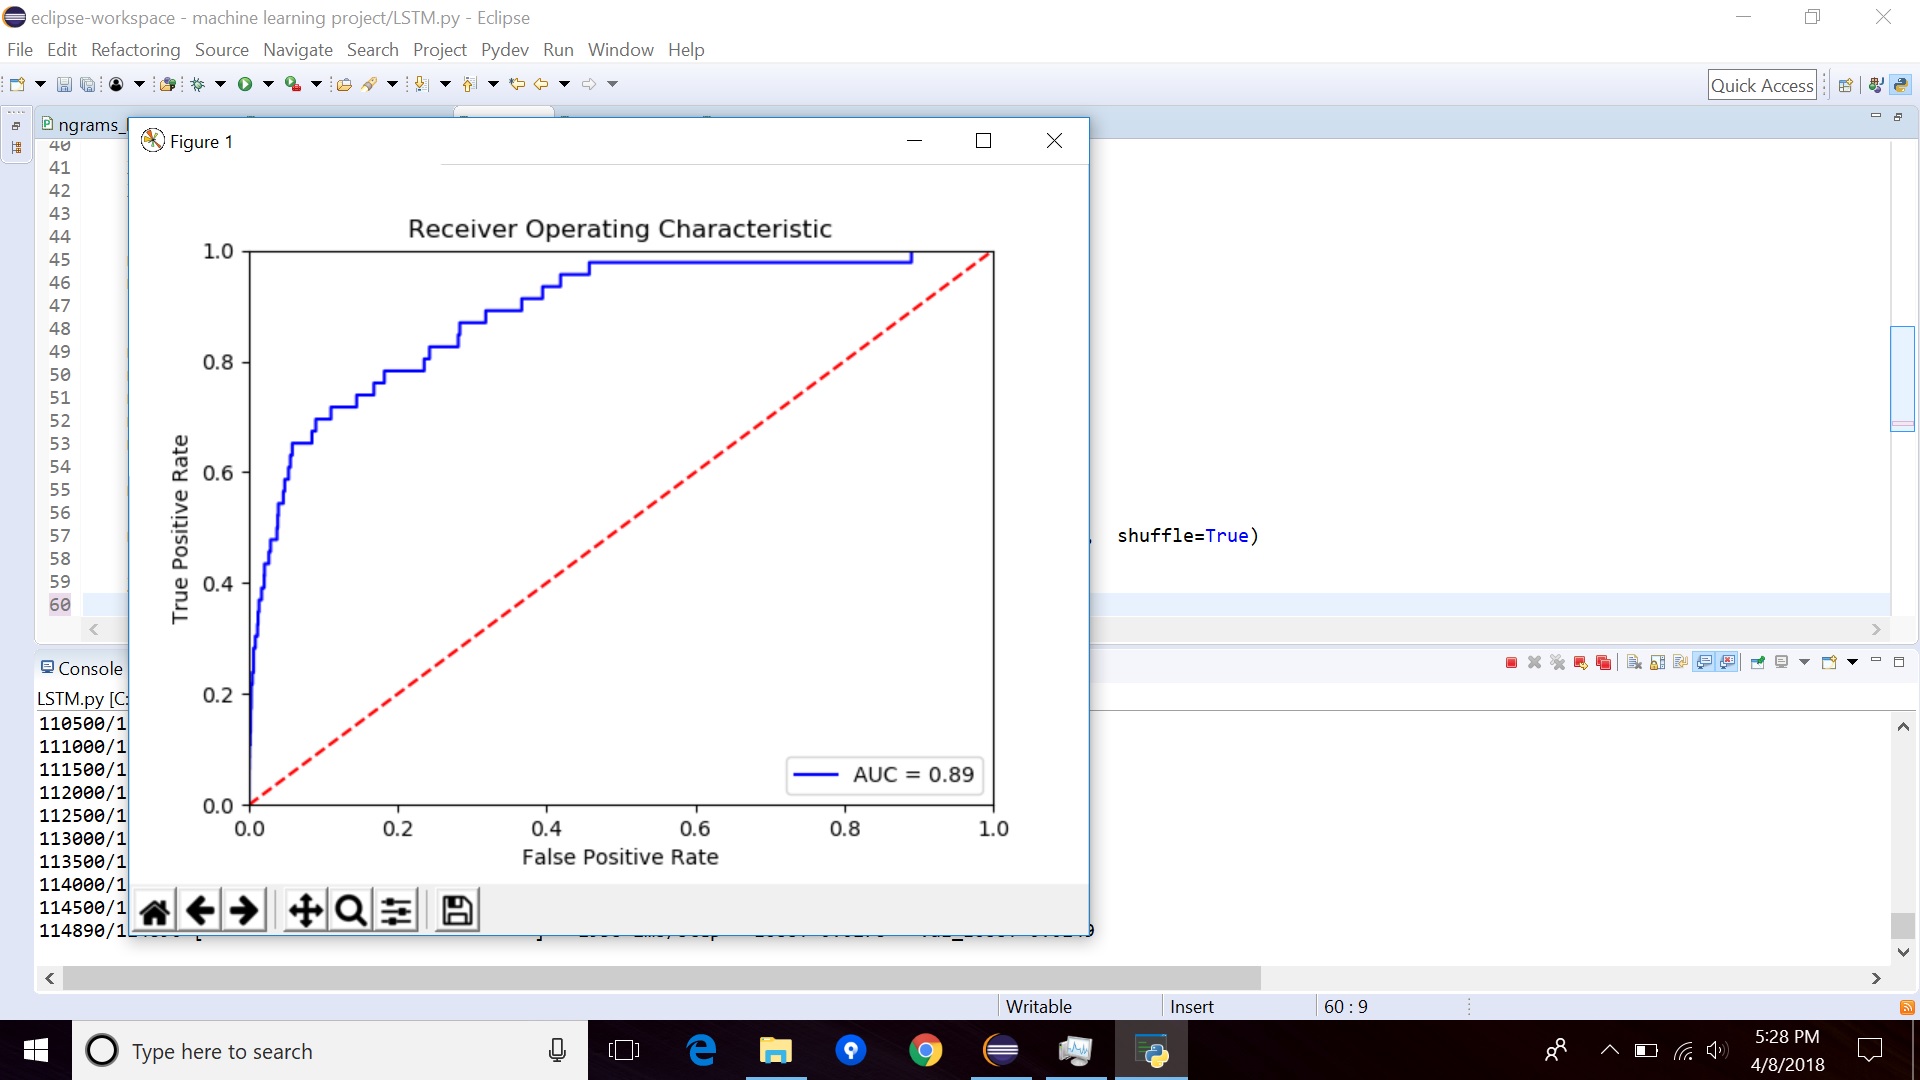 eclipse-workspace - machine learning project/LSTM.py - Eclipse
File Edit Refactoring Source Navigate Search Project Pydev Run Window Help
Quick Access
ngrams_
Figure 1
40
41
42
43
44
45
46
47
48
49
50
51
52
53
54
55
56
57
58
59
60
shuffle=True)
Receiver Operating Characteristic
1.0
0.8
0.6
0.4
0.2
0.0
True Positive Rate
0.0 0.2 0.4 0.6 0.8 1.0
False Positive Rate
AUC = 0.89
Console
LSTM.py [C:
110500/1
111000/1
111500/1
112000/1
112500/1
113000/1
113500/1
114000/1
114500/1
114890/1
Writable Insert 60 : 9
Type here to search
5:28 PM
4/8/2018